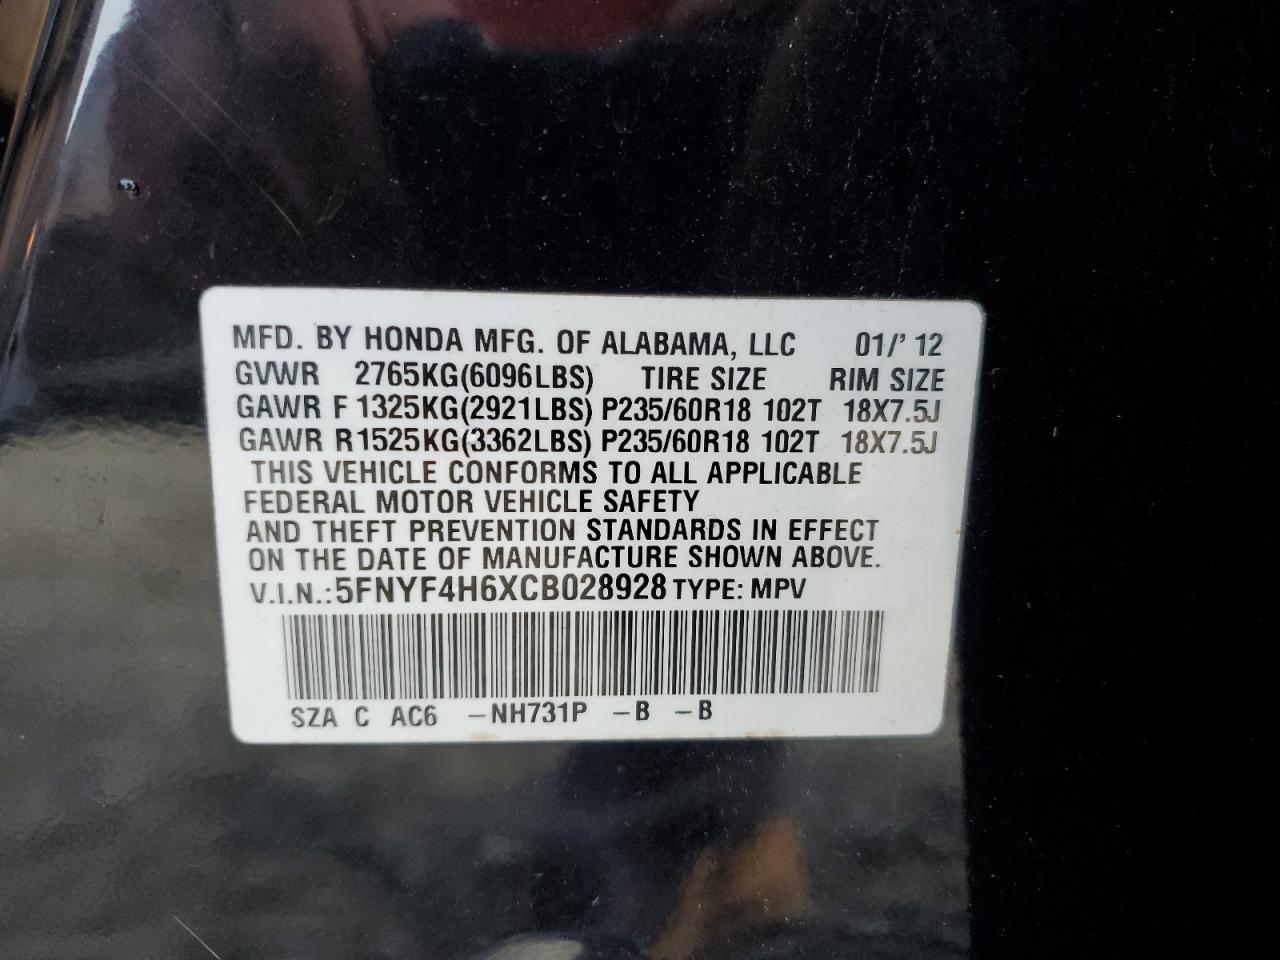 MFD. BY HONDA MFG. OF ALABAMA, LLC 01/' 12
GVWR 2765KG(6096LBS) TIRE SIZE RIM SIZE
GAWR F 1325KG(2921LBS) P235/60R18 102T 18X7.5J
GAWR R1525KG(3362LBS) P235/60R18 102T 18X7.5J
THIS VEHICLE CONFORMS TO ALL APPLICABLE
FEDERAL MOTOR VEHICLE SAFETY
AND THEFT PREVENTION STANDARDS IN EFFECT
ON THE DATE OF MANUFACTURE SHOWN ABOVE.
V.I.N.:5FNYF4H6XCB028928 TYPE: MPV
SZA C AC6 -NH731P -B -B